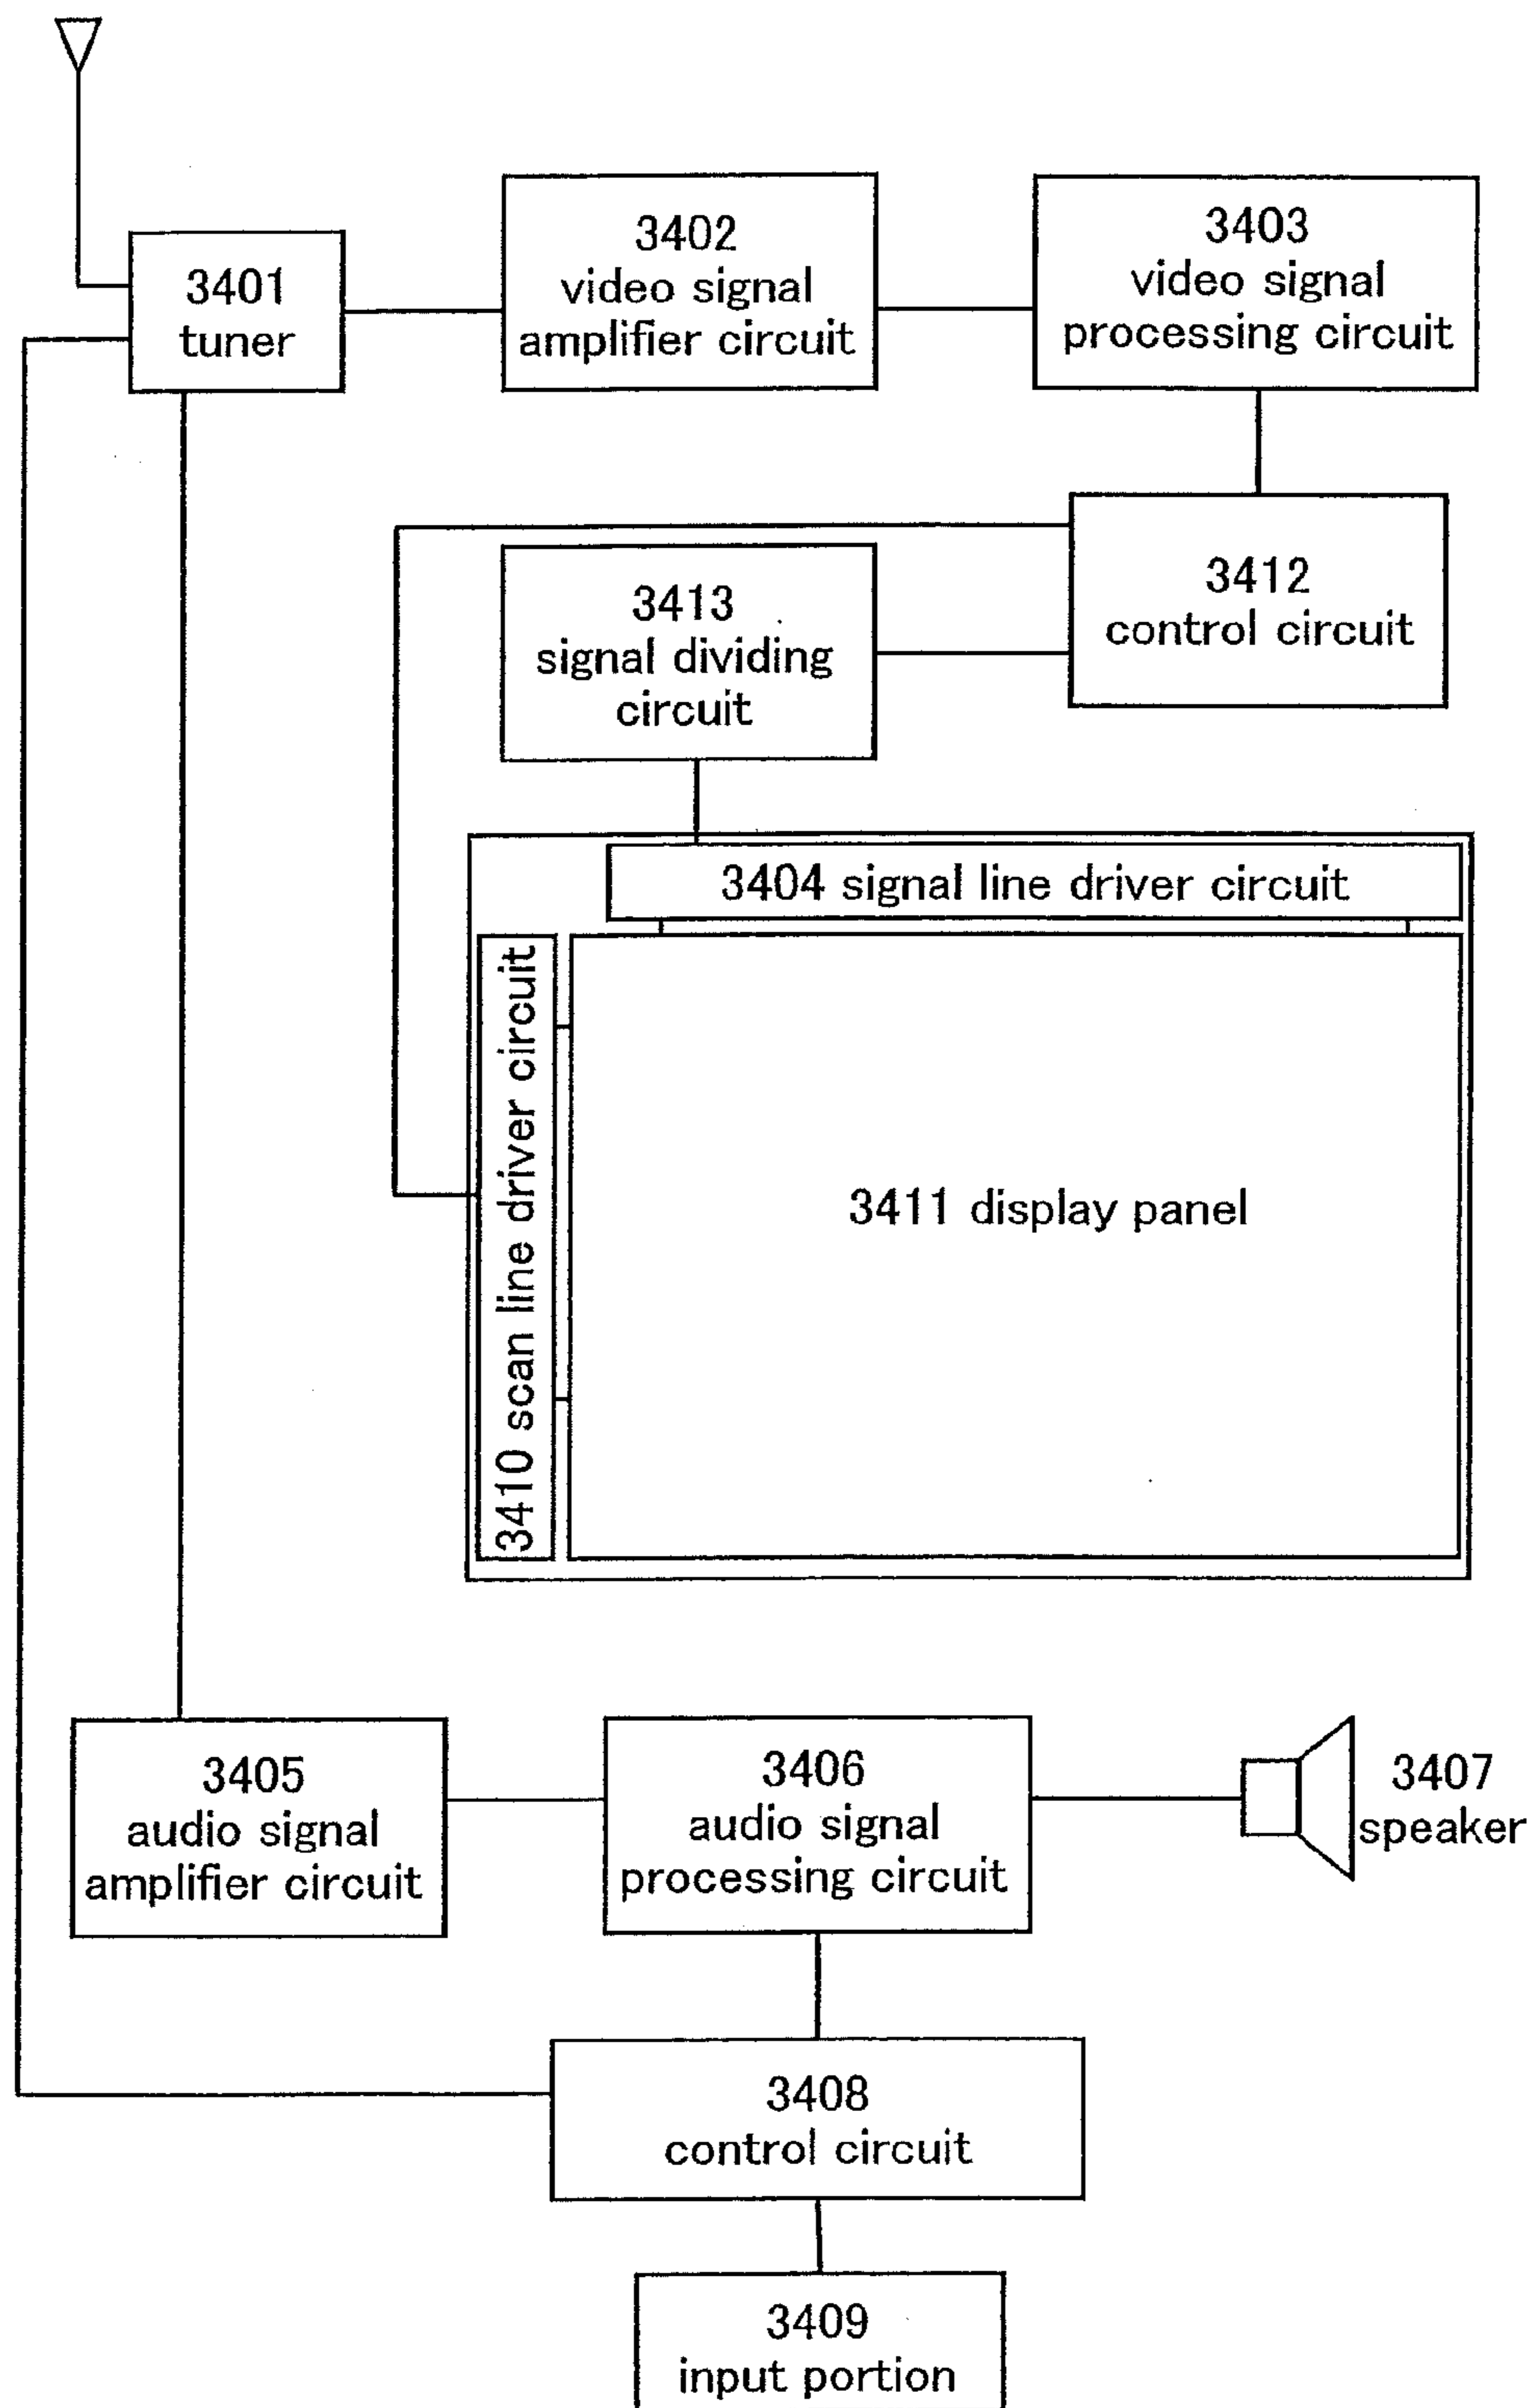 3401
tuner
3402
video signal
amplifier circuit
3403
video signal
processing circuit
3412
control circuit
3413
signal dividing
circuit
3404 signal line driver circuit
3410 scan line driver circuit
3411 display panel
3405
audio signal
amplifier circuit
3406
audio signal
processing circuit
3407
speaker
3408
control circuit
3409
input portion